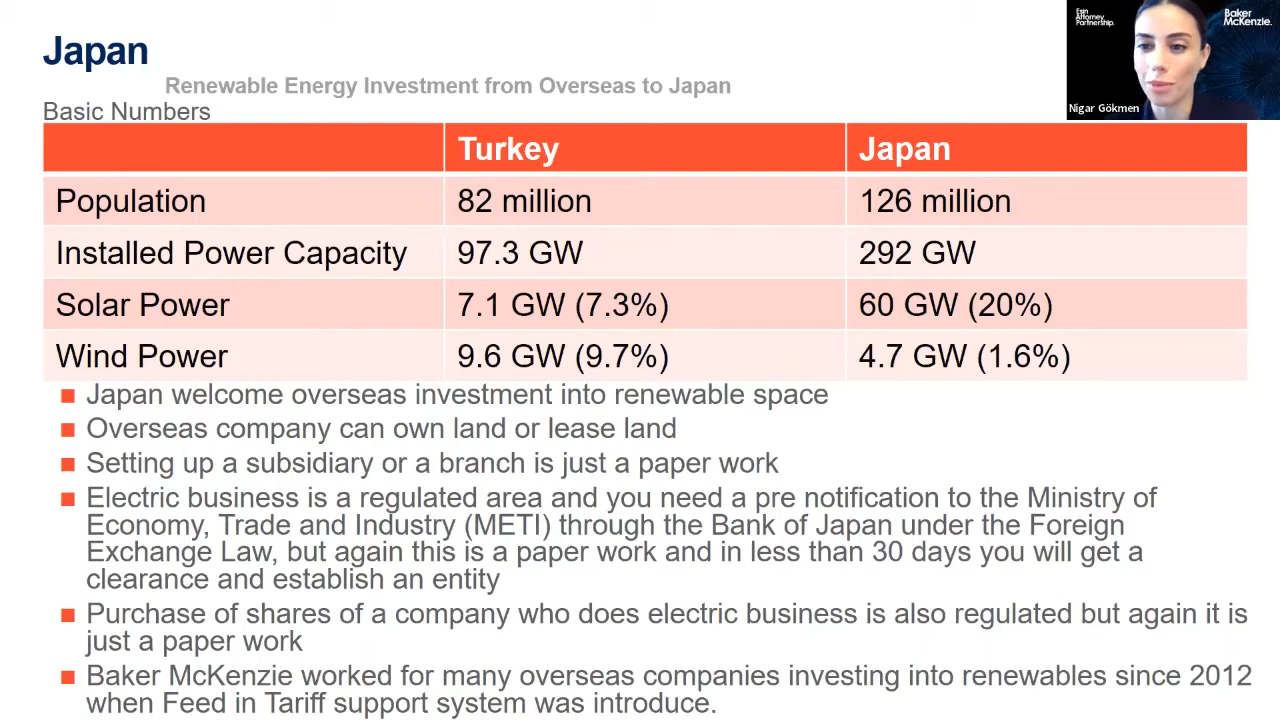 Japan
Renewable Energy Investment from Overseas to Japan
Basic Numbers
Esin
Attorney
Partnership.
Baker
McKenzie.
Nigar Gökmen
Turkey Japan
Population 82 million 126 million
Installed Power Capacity 97.3 GW 292 GW
Solar Power 7.1 GW (7.3%) 60 GW (20%)
Wind Power 9.6 GW (9.7%) 4.7 GW (1.6%)
Japan welcome overseas investment into renewable space
Overseas company can own land or lease land
Setting up a subsidiary or a branch is just a paper work
Electric business is a regulated area and you need a pre notification to the Ministry of
Economy, Trade and Industry (METI) through the Bank of Japan under the Foreign
Exchange Law, but again this is a paper work and in less than 30 days you will get a
clearance and establish an entity
Purchase of shares of a company who does electric business is also regulated but again it is
just a paper work
Baker McKenzie worked for many overseas companies investing into renewables since 2012
when Feed in Tariff support system was introduce.